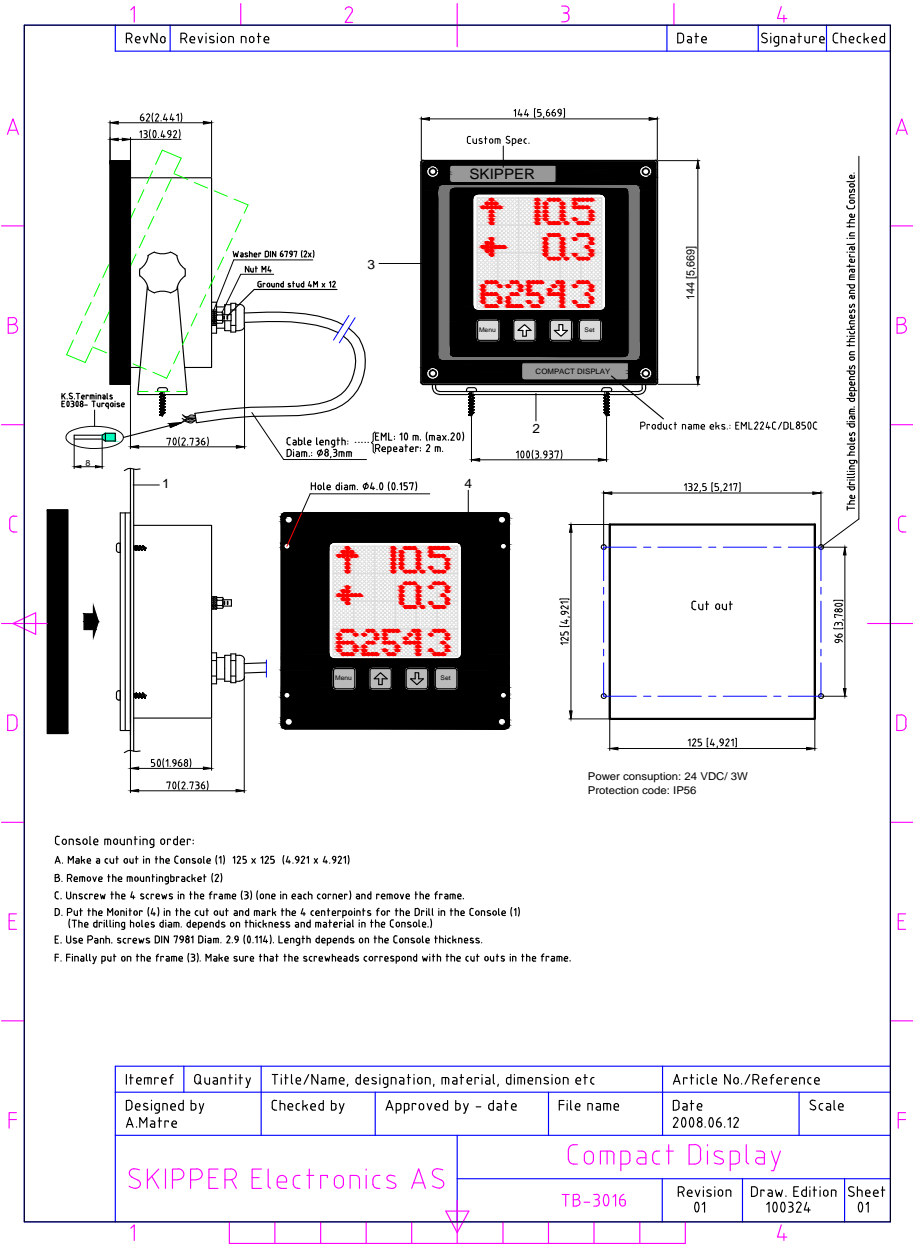 1 2 3 4
RevNo Revision note Date Signature Checked
A A
62(2.441)
13(0.492)
144 [5,669]
Custom Spec.
SKIPPER
10.5
0.3
62543
Menu Set
COMPACT DISPLAY
3
144 [5,669]
The drilling holes diam. depends on thickness and material in the Console.
Washer DIN 6797 (2x)
Nut M4
Ground stud 4M x 12
B B
K.S.Terminals
E0308- Turqoise
8
70(2.736)
Cable length:
Diam.: Ø8,3mm
EML: 10 m. (max.20)
Repeater: 2 m.
2
100(3.937)
Product name eks.: EML224C/DL850C
1
Hole diam. Ø4.0 (0.157)
4
132,5 [5,217]
C C
10.5
0.3
62543
Menu Set
125 [4,921]
Cut out
96 [3,780]
125 [4,921]
D D
50(1.968)
70(2.736)
Power consuption: 24 VDC/ 3W
Protection code: IP56
Console mounting order:
A. Make a cut out in the Console (1) 125 x 125 (4.921 x 4.921)
B. Remove the mountingbracket (2)
C. Unscrew the 4 screws in the frame (3) (one in each corner) and remove the frame.
D. Put the Monitor (4) in the cut out and mark the 4 centerpoints for the Drill in the Console (1)
(The drilling holes diam. depends on thickness and material in the Console.)
E. Use Panh. screws DIN 7981 Diam. 2.9 (0.114). Length depends on the Console thickness.
F. Finally put on the frame (3). Make sure that the screwheads correspond with the cut outs in the frame.
E E
Itemref Quantity Title/Name, designation, material, dimension etc Article No./Reference
Designed by Checked by Approved by - date File name Date Scale
A.Matre 2008.06.12
F F
SKIPPER Electronics AS
Compact Display
TB-3016
Revision Draw. Edition Sheet
01 100324 01
1 4